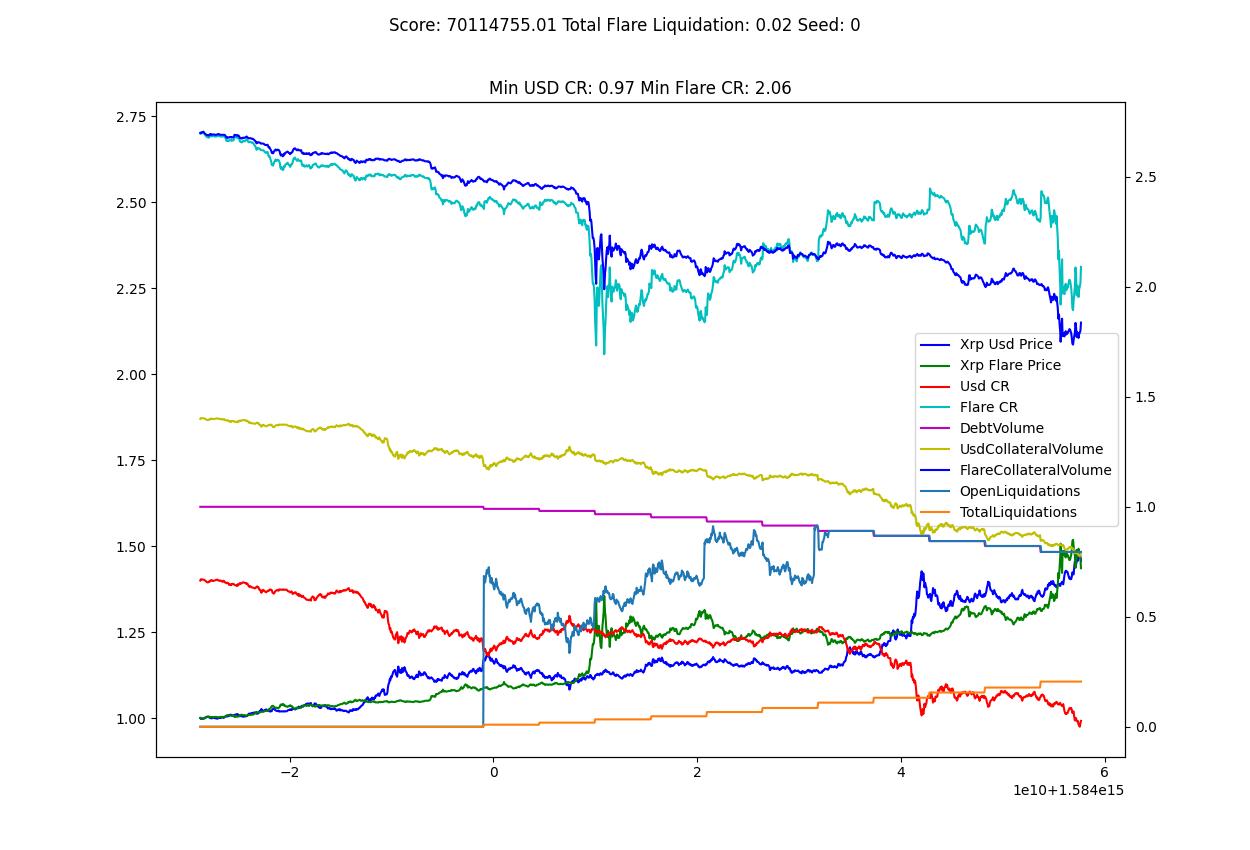 Score: 70114755.01 Total Flare Liquidation: 0.02 Seed: 0
Min USD CR: 0.97 Min Flare CR: 2.06
2.75
2.50
2.25
2.00
1.75
1.50
1.25
1.00
2.5
2.0
1.5
1.0
0.5
0.0
Xrp Usd Price
Xrp Flare Price
Usd CR
Flare CR
DebtVolume
UsdCollateralVolume
FlareCollateralVolume
OpenLiquidations
TotalLiquidations
−2 0 2 4 6
1e10+1.584e15